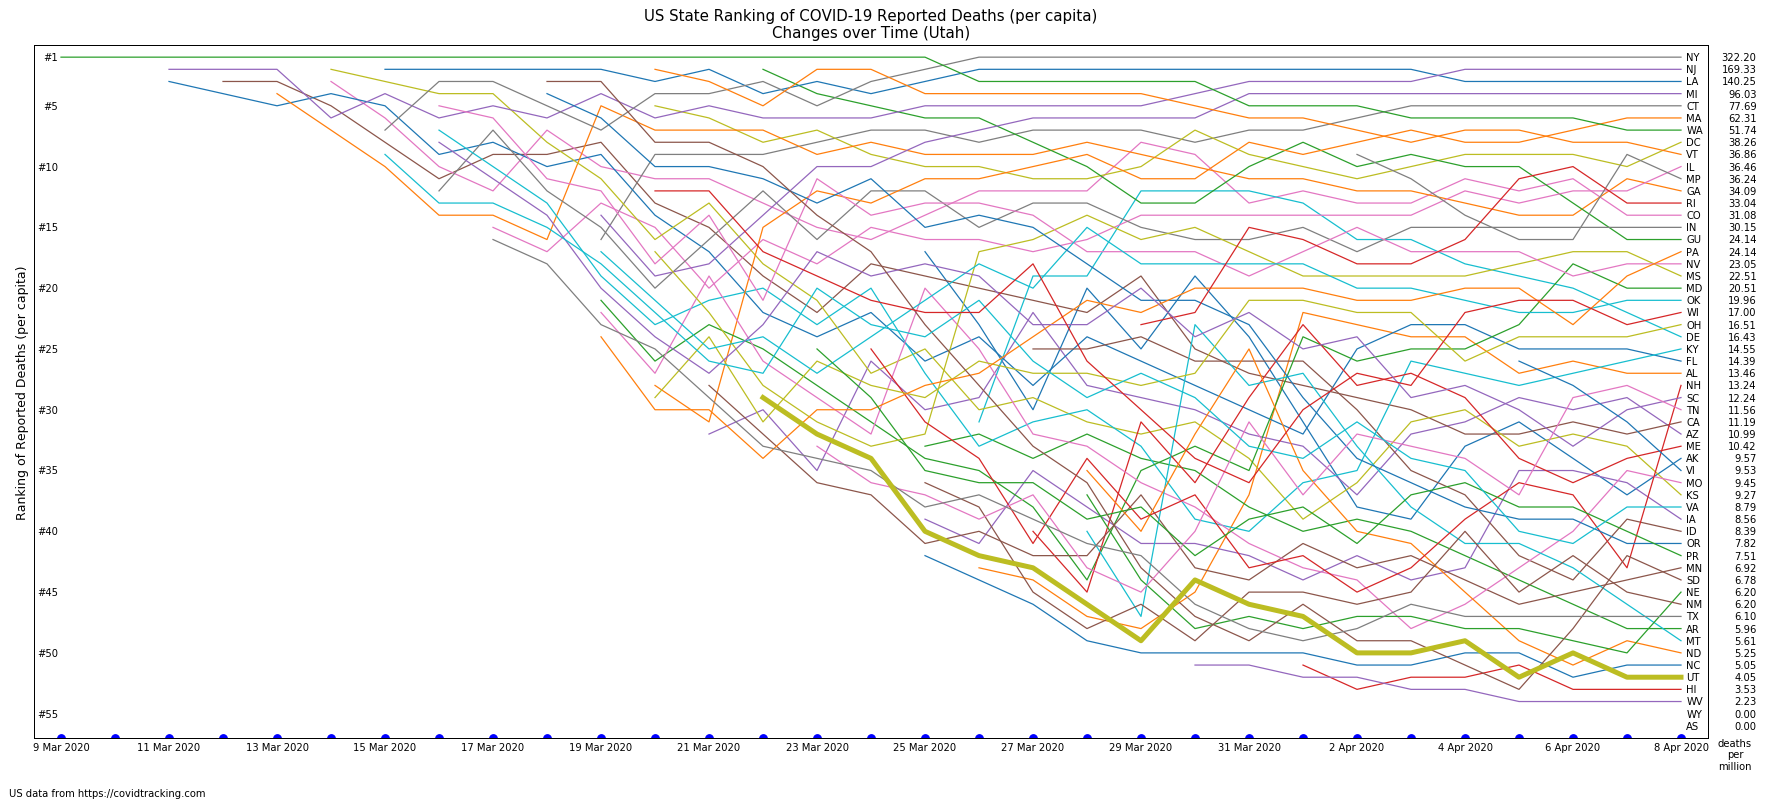 US State Ranking of COVID-19 Reported Deaths (per capita)
Changes over Time (Utah)
Ranking of Reported Deaths (per capita)
#1
#5
#10
#15
#20
#25
#30
#35
#40
#45
#50
#55
NY 322.20
NJ 169.33
LA 140.25
MI 96.03
CT 77.69
MA 62.31
WA 51.74
DC 38.26
VT 36.86
IL 36.46
MP 36.24
GA 34.09
RI 33.04
CO 31.08
IN 30.15
GU 24.14
PA 24.14
NV 23.05
MS 22.51
MD 20.51
OK 19.96
WI 17.00
OH 16.51
DE 16.43
KY 14.55
FL 14.39
AL 13.46
NH 13.24
SC 12.24
TN 11.56
CA 11.19
AZ 10.99
ME 10.42
AK 9.57
VI 9.53
MO 9.45
KS 9.27
VA 8.79
IA 8.56
ID 8.39
OR 7.82
PR 7.51
MN 6.92
SD 6.78
NE 6.20
NM 6.20
TX 6.10
AR 5.96
MT 5.61
ND 5.25
NC 5.05
UT 4.05
HI 3.53
WV 2.23
WY 0.00
AS 0.00
9 Mar 2020 11 Mar 2020 13 Mar 2020 15 Mar 2020 17 Mar 2020 19 Mar 2020 21 Mar 2020 23 Mar 2020 25 Mar 2020 27 Mar 2020 29 Mar 2020 31 Mar 2020 2 Apr 2020 4 Apr 2020 6 Apr 2020 8 Apr 2020
deaths
per
million
US data from https://covidtracking.com